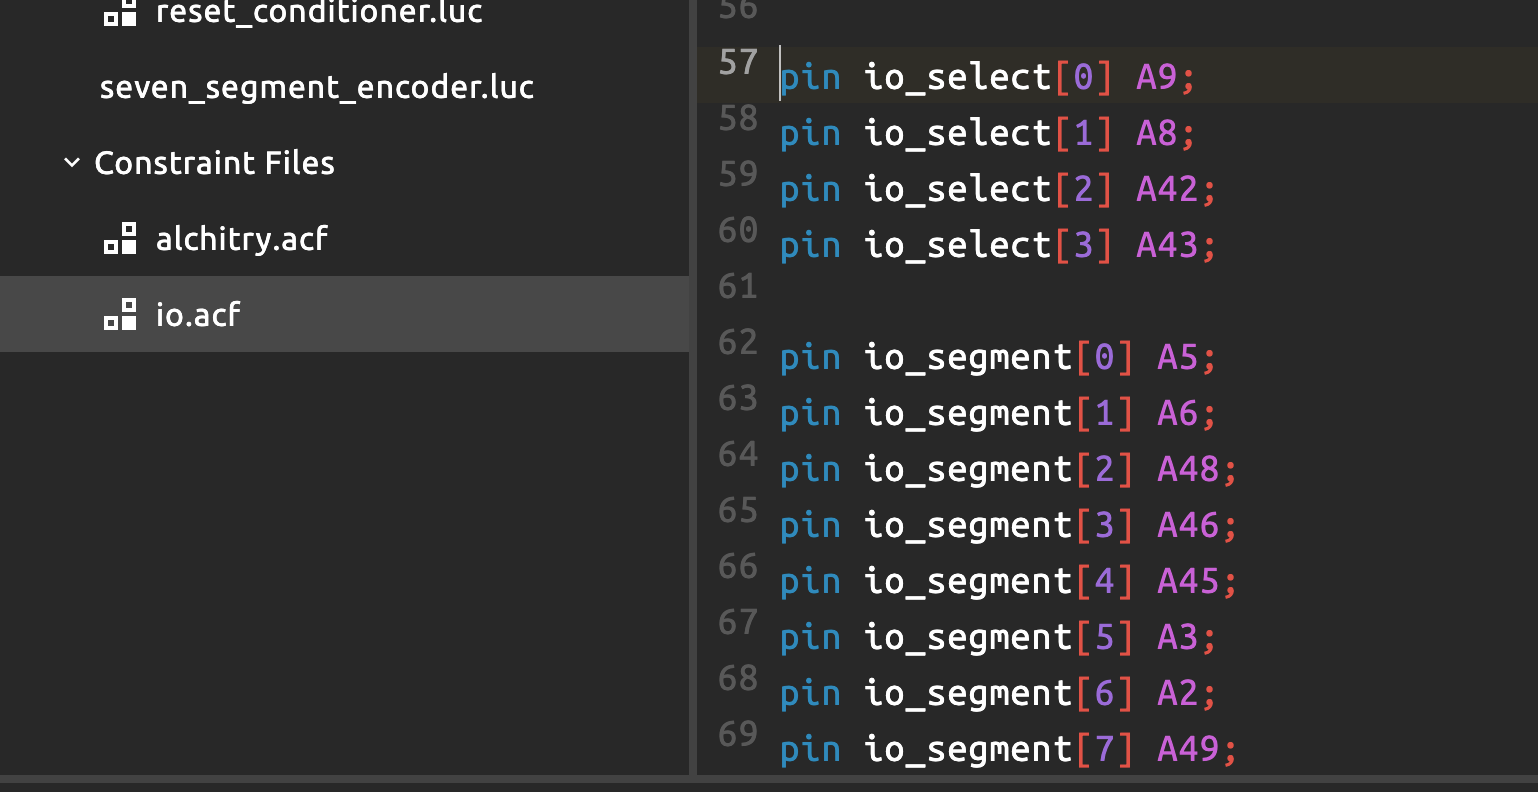 reset_conditioner.luc
seven_segment_encoder.luc
Constraint Files
alchitry.acf
io.acf
56
57 pin io_select[0] A9;
58 pin io_select[1] A8;
59 pin io_select[2] A42;
60 pin io_select[3] A43;
61
62 pin io_segment[0] A5;
63 pin io_segment[1] A6;
64 pin io_segment[2] A48;
65 pin io_segment[3] A46;
66 pin io_segment[4] A45;
67 pin io_segment[5] A3;
68 pin io_segment[6] A2;
69 pin io_segment[7] A49;